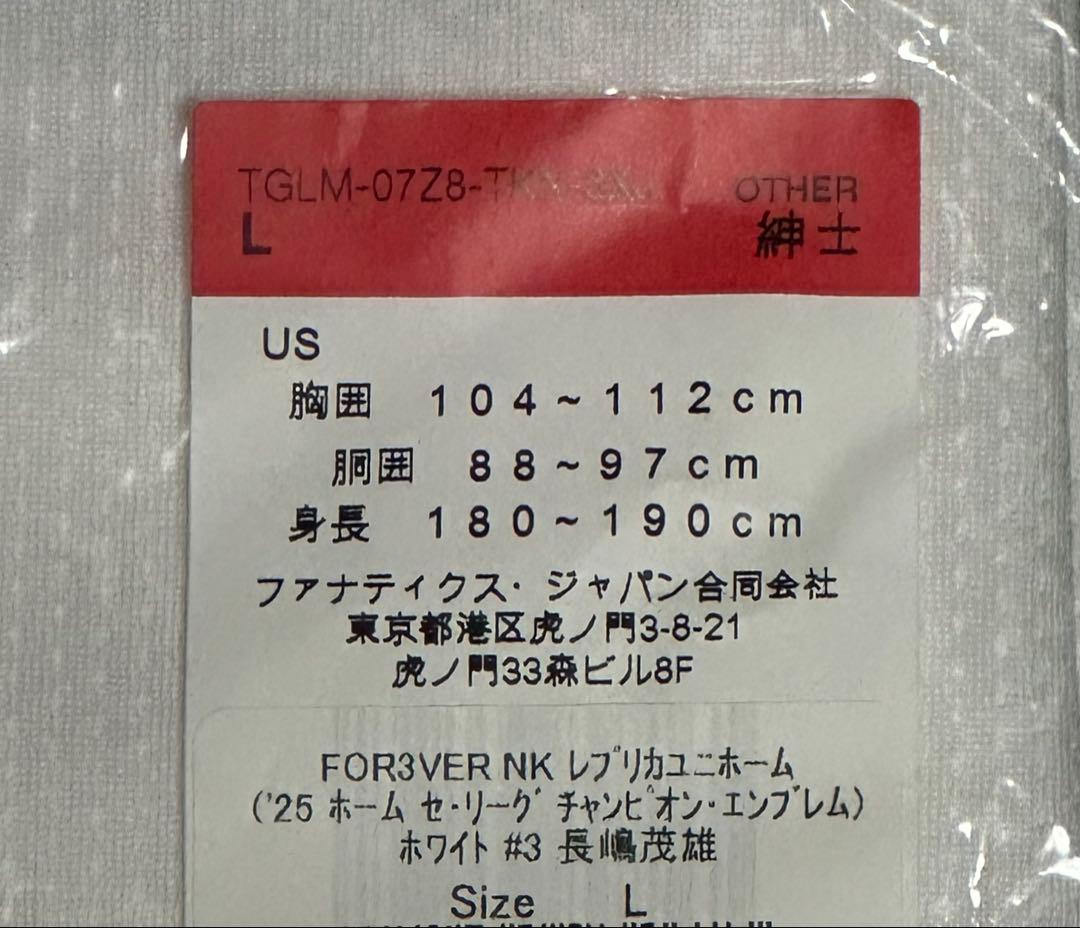 TGLM-07Z8- OTHER
L 紳士
US
胸囲 104~112cm
胴囲 88~97cm
身長 180~190cm
ファナティクス・ジャパン合同会社
東京都港区虎ノ門3-8-21
虎ノ門33森ビル8F
FOR3VER NK ﾚﾌﾟﾘｶﾕﾆﾎｰﾑ
('25 ﾎｰﾑ ｾ･ﾘｰｸﾞ ﾁｬﾝﾋﾟｵﾝ･ｴﾝﾌﾞﾚﾑ)
ﾎﾜｲﾄ #3 長嶋茂雄
Size L